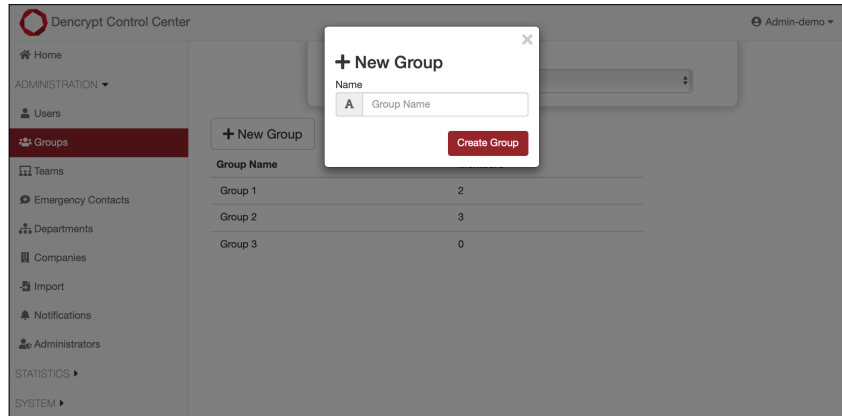 Dencrypt Control Center
Admin-demo
Home
ADMINISTRATION
Users
Groups
Teams
Emergency Contacts
Departments
Companies
Import
Notifications
Administrators
STATISTICS
SYSTEM
×
+ New Group
Name
A Group Name
Create Group
+ New Group
Group Name
Group 1 2
Group 2 3
Group 3 0